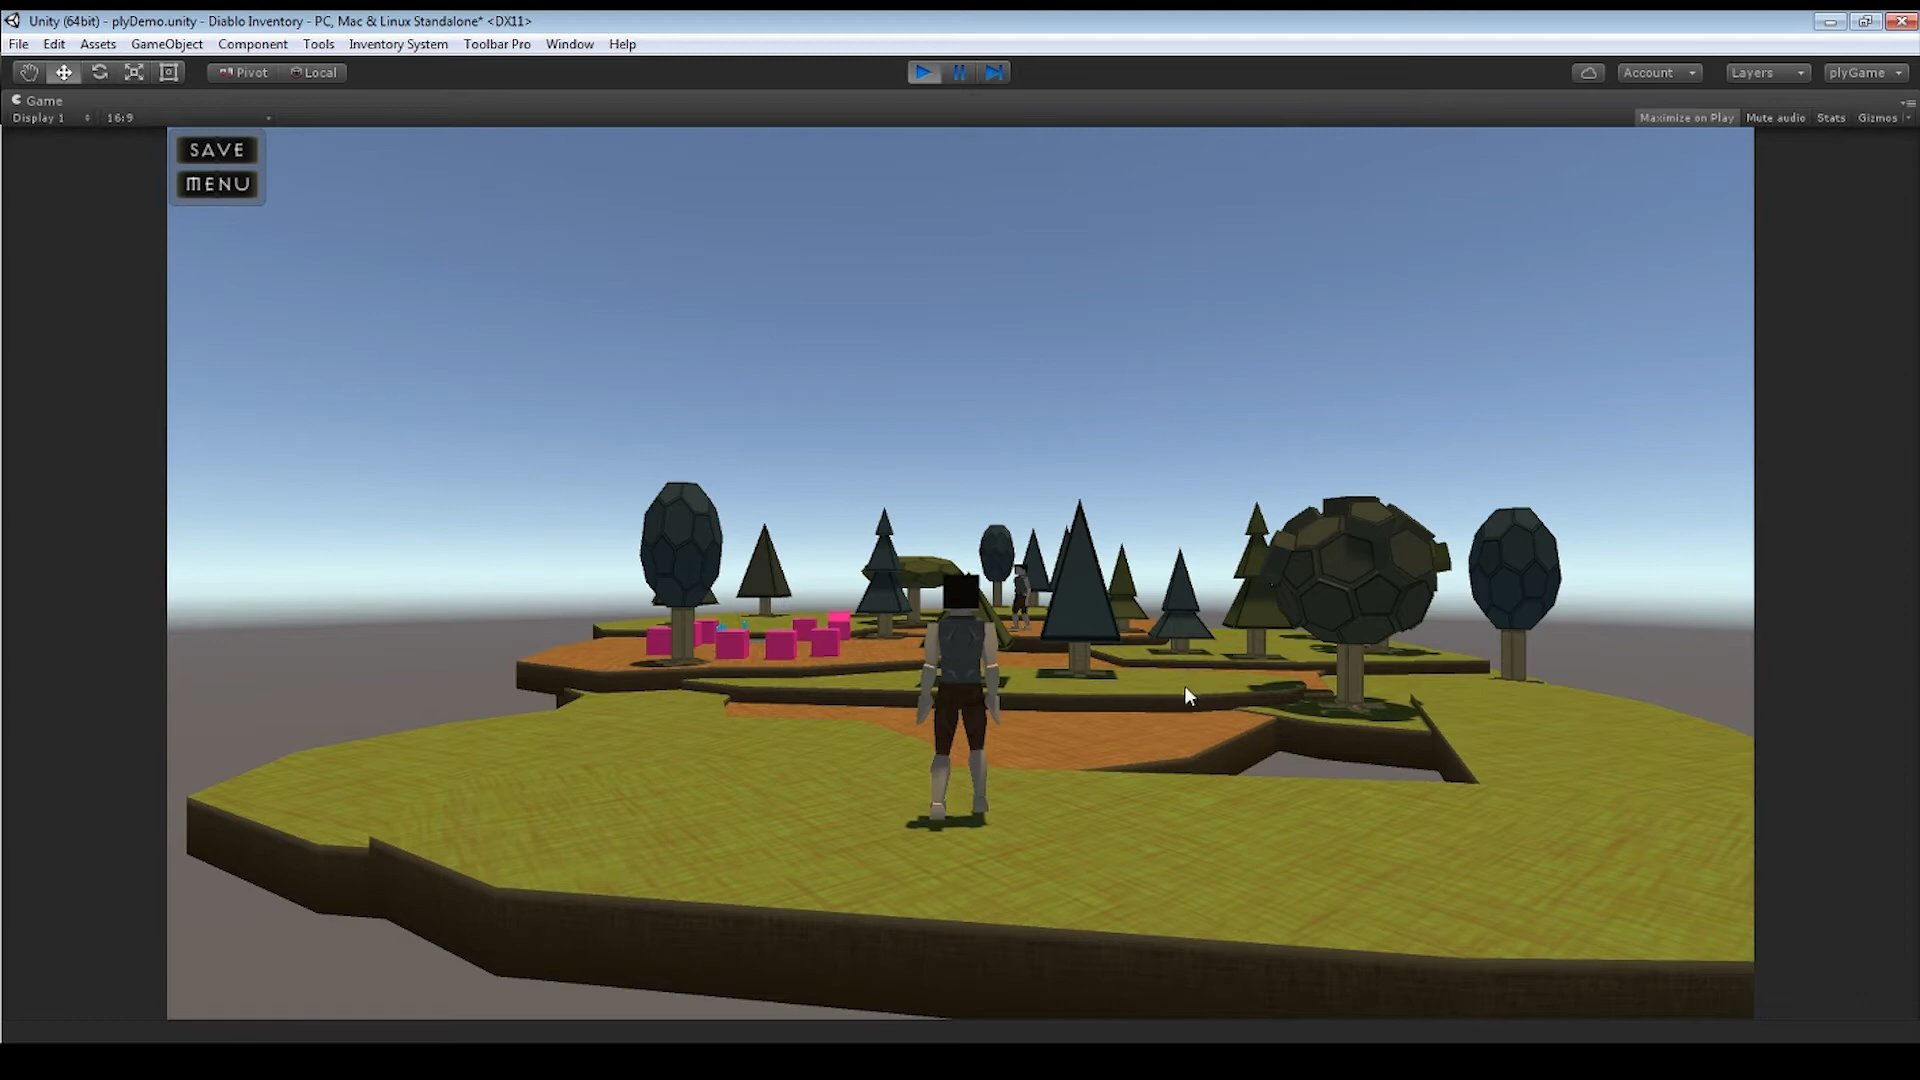 Unity (64bit) - plyDemo.unity - Diablo Inventory - PC, Mac & Linux Standalone* <DX11>
File Edit Assets GameObject Component Tools Inventory System Toolbar Pro Window Help
Pivot Local Account Layers plyGame
Game
Display 1 16:9 Maximize on Play Mute audio Stats Gizmos
SAVE
MENU